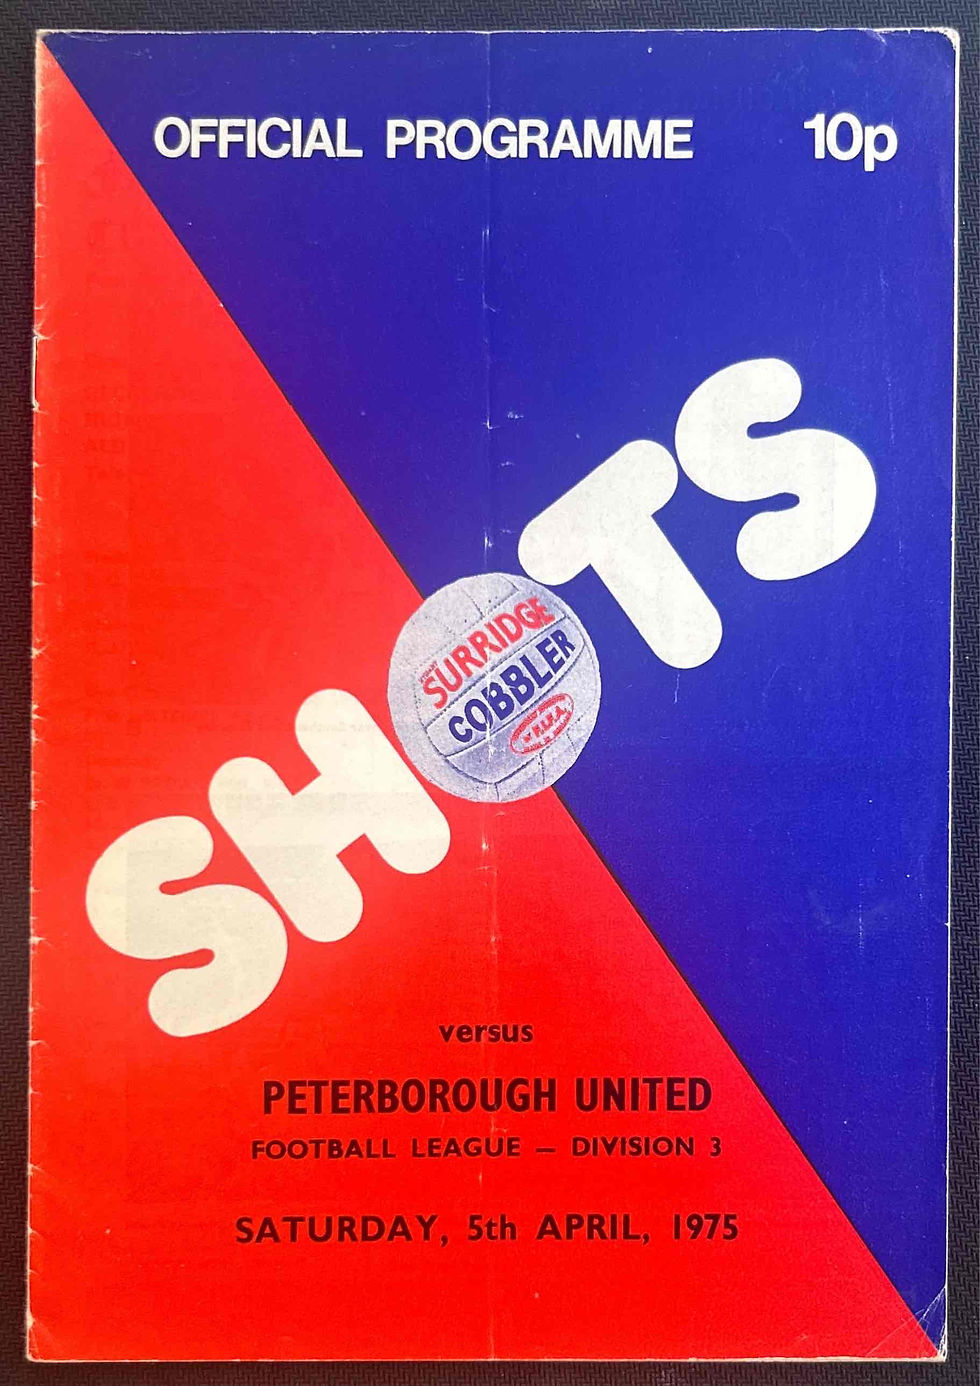 OFFICIAL PROGRAMME 10p
SHOTS
SURRIDGE
COBBLER
versus
PETERBOROUGH UNITED
FOOTBALL LEAGUE — DIVISION 3
SATURDAY, 5th APRIL, 1975